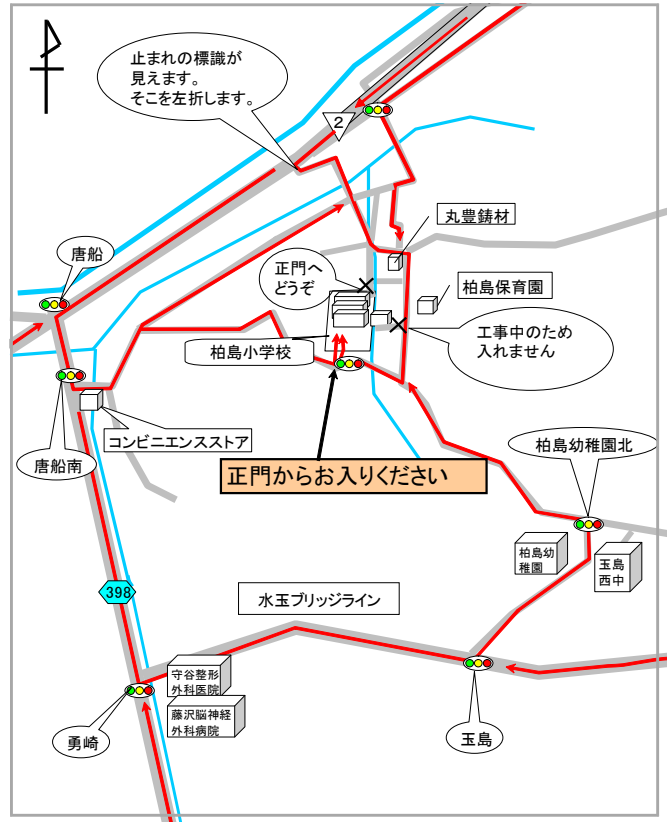 止まれの標識が
見えます。
そこを左折します。
2
丸豊鋳材
唐船
正門へ
どうぞ
柏島保育園
工事中のため
入れません
柏島小学校
コンビニエンスストア
唐船南
正門からお入りください
柏島幼稚園北
柏島幼
稚園
玉島
西中
398
水玉ブリッジライン
守谷整形
外科医院
藤沢脳神経
外科病院
勇崎
玉島